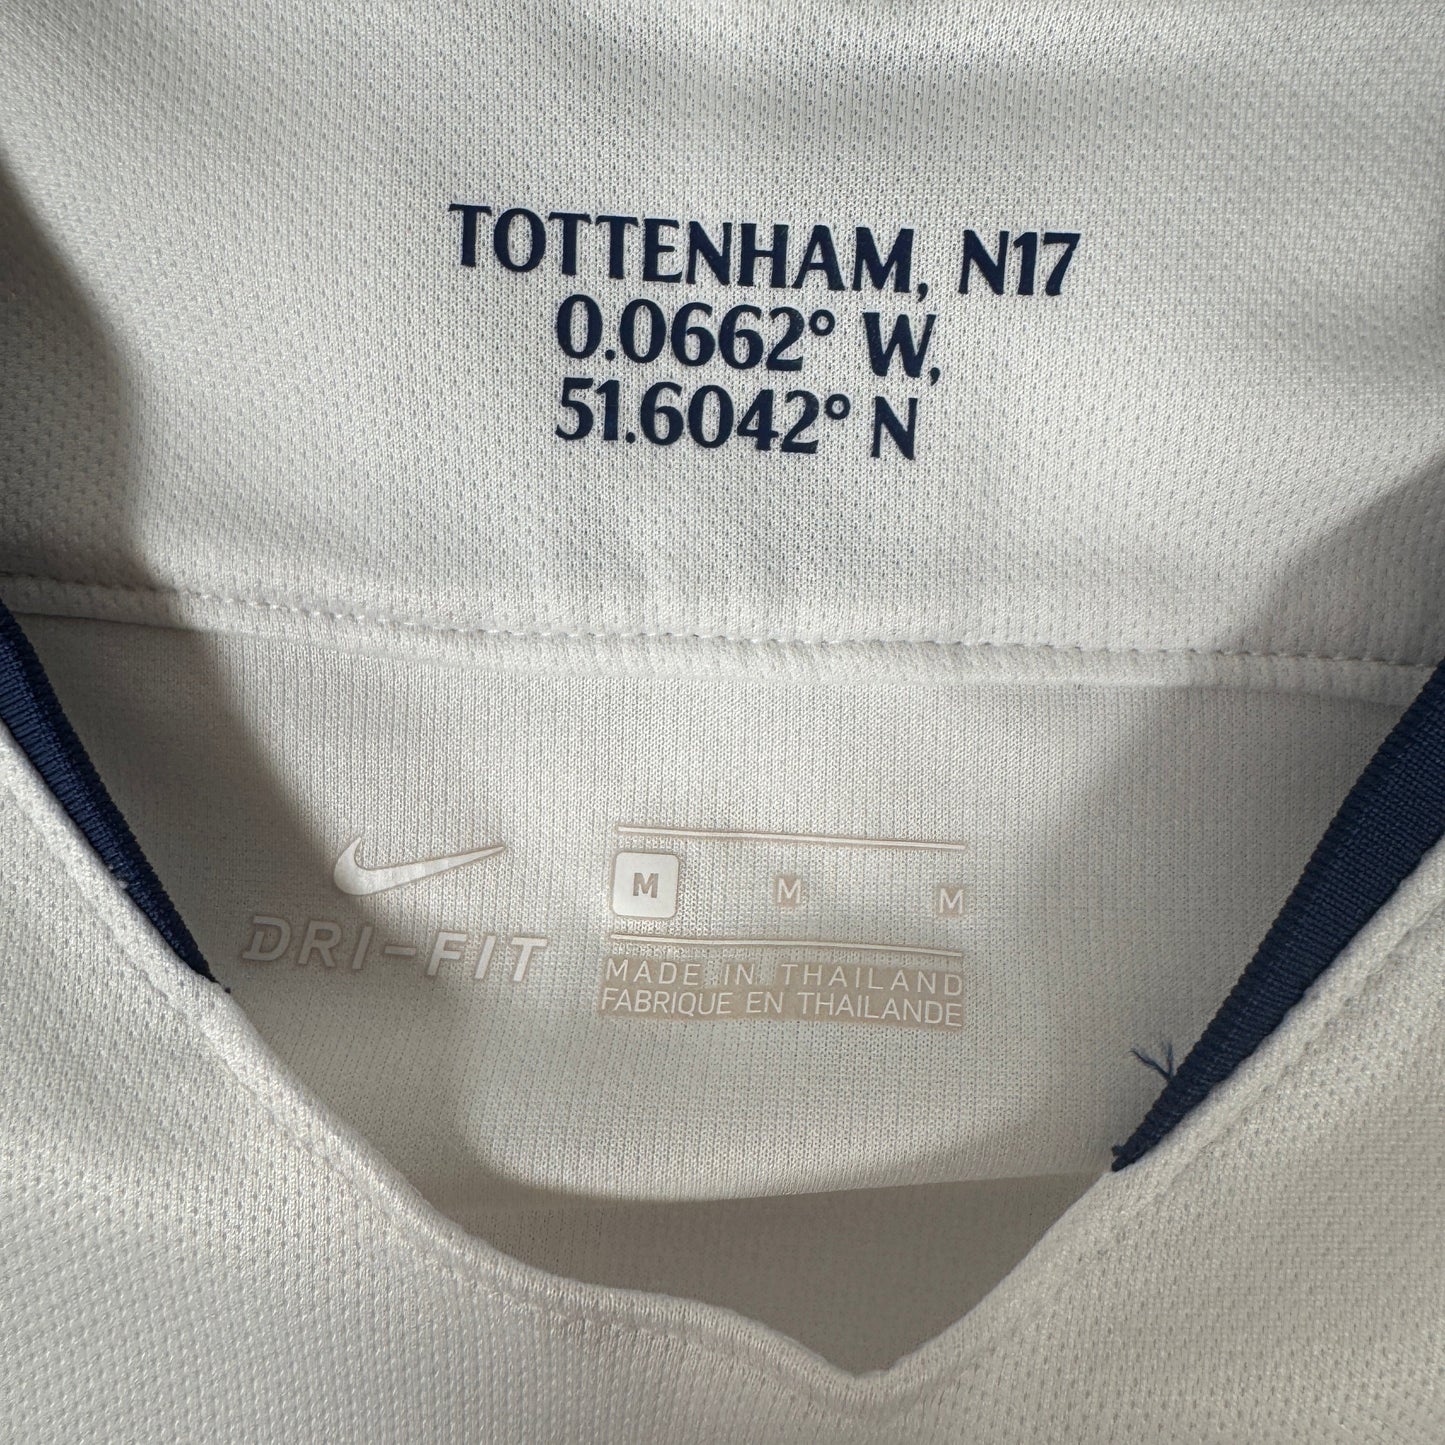 TOTTENHAM, N17
0.0662° W,
51.6042° N
DRI-FIT
M M M
MADE IN THAILAND
FABRIQUE EN THAILANDE